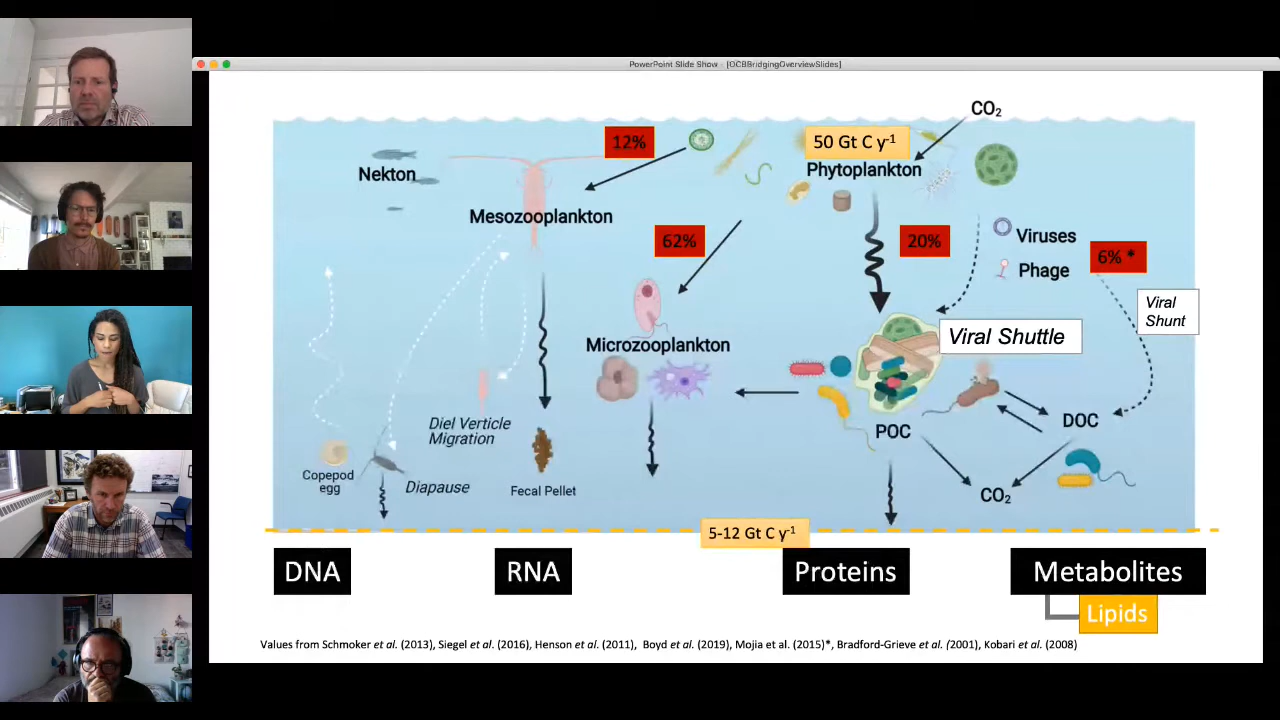 PowerPoint Slide Show - [OCBBridgingOverviewSlides]
CO₂
12%
50 Gt C y⁻¹
Phytoplankton
Nekton
Mesozooplankton
62%
20%
Viruses
Phage
6% *
Viral
Shunt
Viral Shuttle
Microzooplankton
Diel Verticle
Migration
POC
DOC
Copepod
egg
Diapause
Fecal Pellet
CO₂
5-12 Gt C y⁻¹
DNA
RNA
Proteins
Metabolites
Lipids
Values from Schmoker et al. (2013), Siegel et al. (2016), Henson et al. (2011), Boyd et al. (2019), Mojia et al. (2015)*, Bradford-Grieve et al. (2001), Kobari et al. (2008)